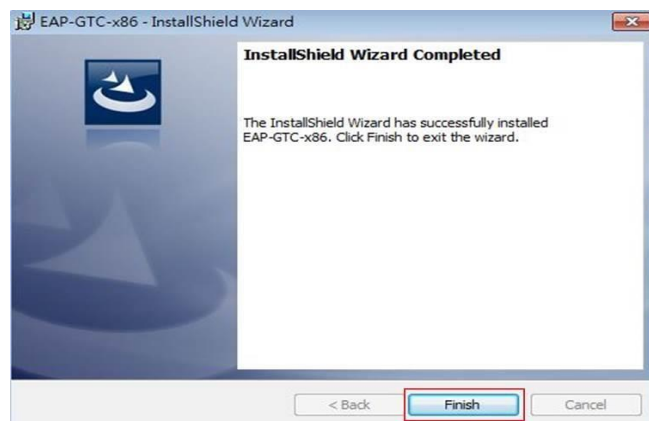 EAP-GTC-x86 - InstallShield Wizard
InstallShield Wizard Completed
The InstallShield Wizard has successfully installed
EAP-GTC-x86. Click Finish to exit the wizard.
< Back
Finish
Cancel